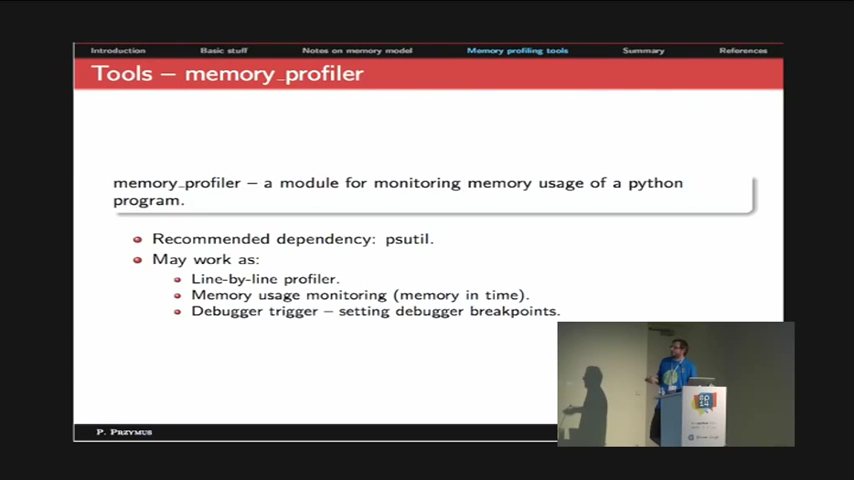 Introduction Basic stuff Notes on memory model Memory profiling tools Summary References
Tools – memory_profiler
memory_profiler – a module for monitoring memory usage of a python
program.
Recommended dependency: psutil.
May work as:
Line-by-line profiler.
Memory usage monitoring (memory in time).
Debugger trigger – setting debugger breakpoints.
P. Przymus